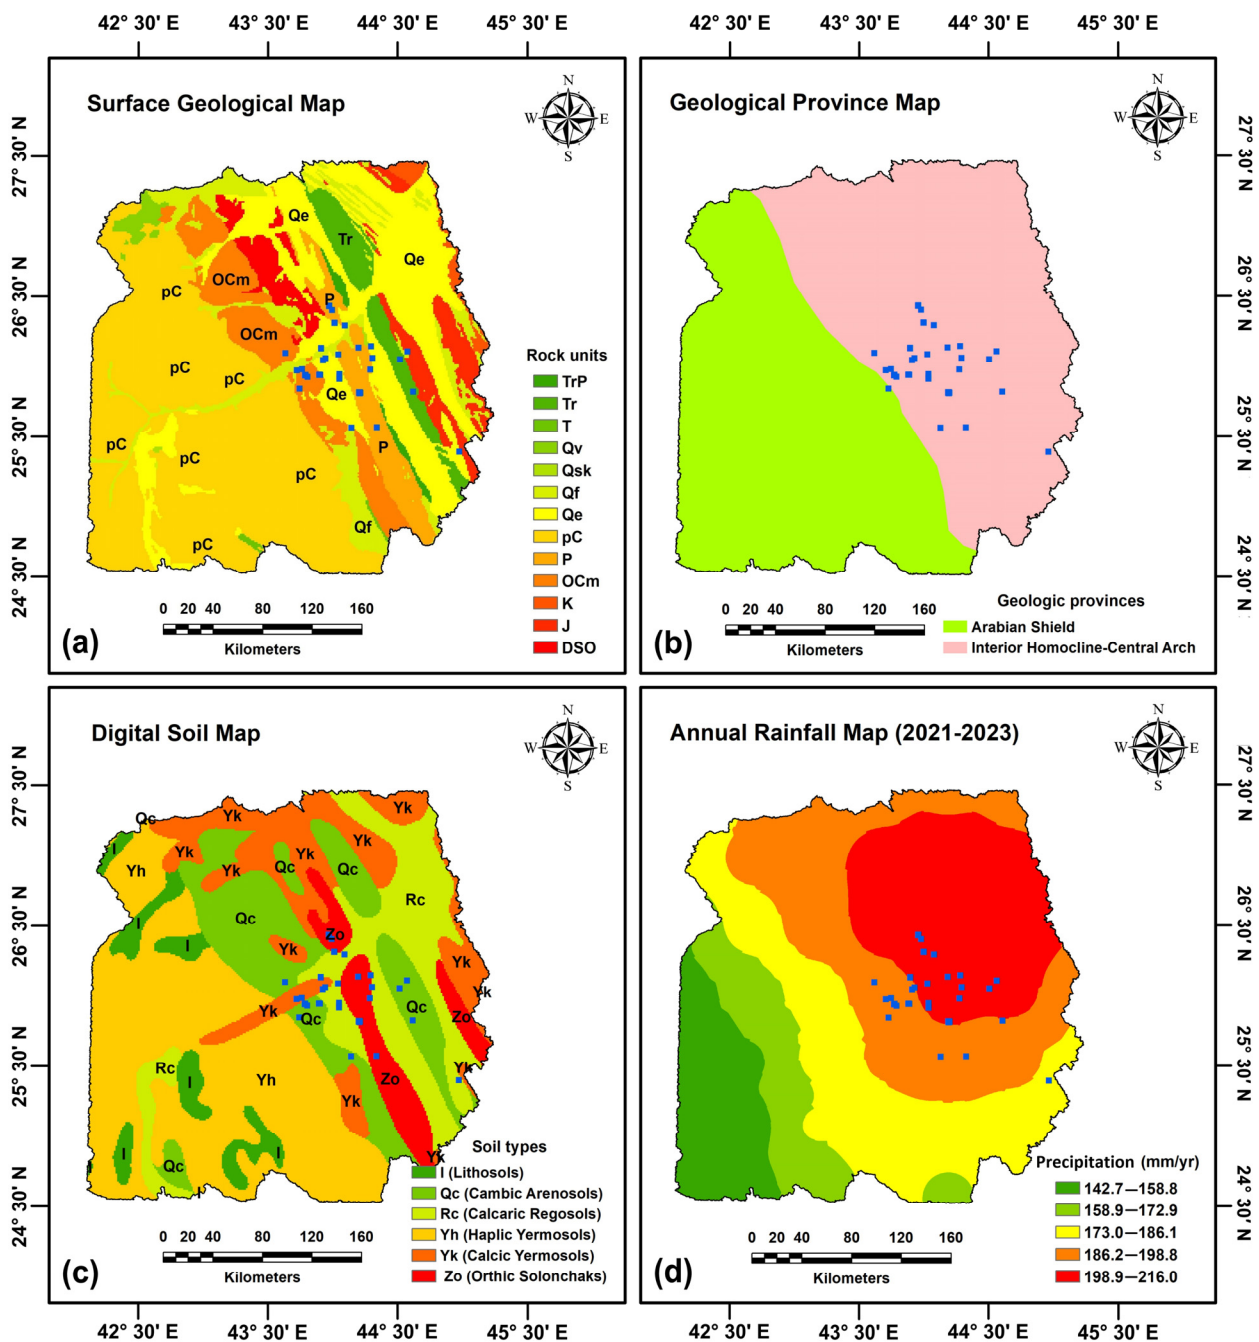 42° 30' E 43° 30' E 44° 30' E 45° 30' E 42° 30' E 43° 30' E 44° 30' E 45° 30' E
Surface Geological Map
N
W E
S
27° 30' N
26° 30' N
25° 30' N
24° 30' N
Qe
Tr
Qe
OCm
pC
P
OCm
pC
pC
Qe
pC
pC
P
pC
Qf
pC
Rock units
TrP
Tr
T
Qv
Qsk
Qf
Qe
pC
P
OCm
K
J
DSO
0 20 40 80 120 160
Kilometers
(a)
Geological Province Map
N
W E
S
27° 30' N
26° 30' N
25° 30' N
24° 30' N
0 20 40 80 120 160
Kilometers
Geologic provinces
Arabian Shield
Interior Homocline-Central Arch
(b)
Digital Soil Map
N
W E
S
27° 30' N
26° 30' N
25° 30' N
24° 30' N
Yk
Yk
Qc
I
Yk
Yk
Yk
Yh
Yk
Qc
Qc
Rc
Qc
I
Zo
I
Yk
Yk
Yk
Qc
Yk
Qc
Zo
Rc
Yk
I
Yh
Zo
Yk
I
I
Qc
Yk
I
I
Soil types
I (Lithosols)
Qc (Cambic Arenosols)
Rc (Calcaric Regosols)
Yh (Haplic Yermosols)
Yk (Calcic Yermosols)
Zo (Orthic Solonchaks)
0 20 40 80 120 160
Kilometers
(c)
Annual Rainfall Map (2021-2023)
N
W E
S
27° 30' N
26° 30' N
25° 30' N
24° 30' N
Precipitation (mm/yr)
142.7—158.8
158.9—172.9
173.0—186.1
186.2—198.8
198.9—216.0
0 20 40 80 120 160
Kilometers
(d)
42° 30' E 43° 30' E 44° 30' E 45° 30' E 42° 30' E 43° 30' E 44° 30' E 45° 30' E